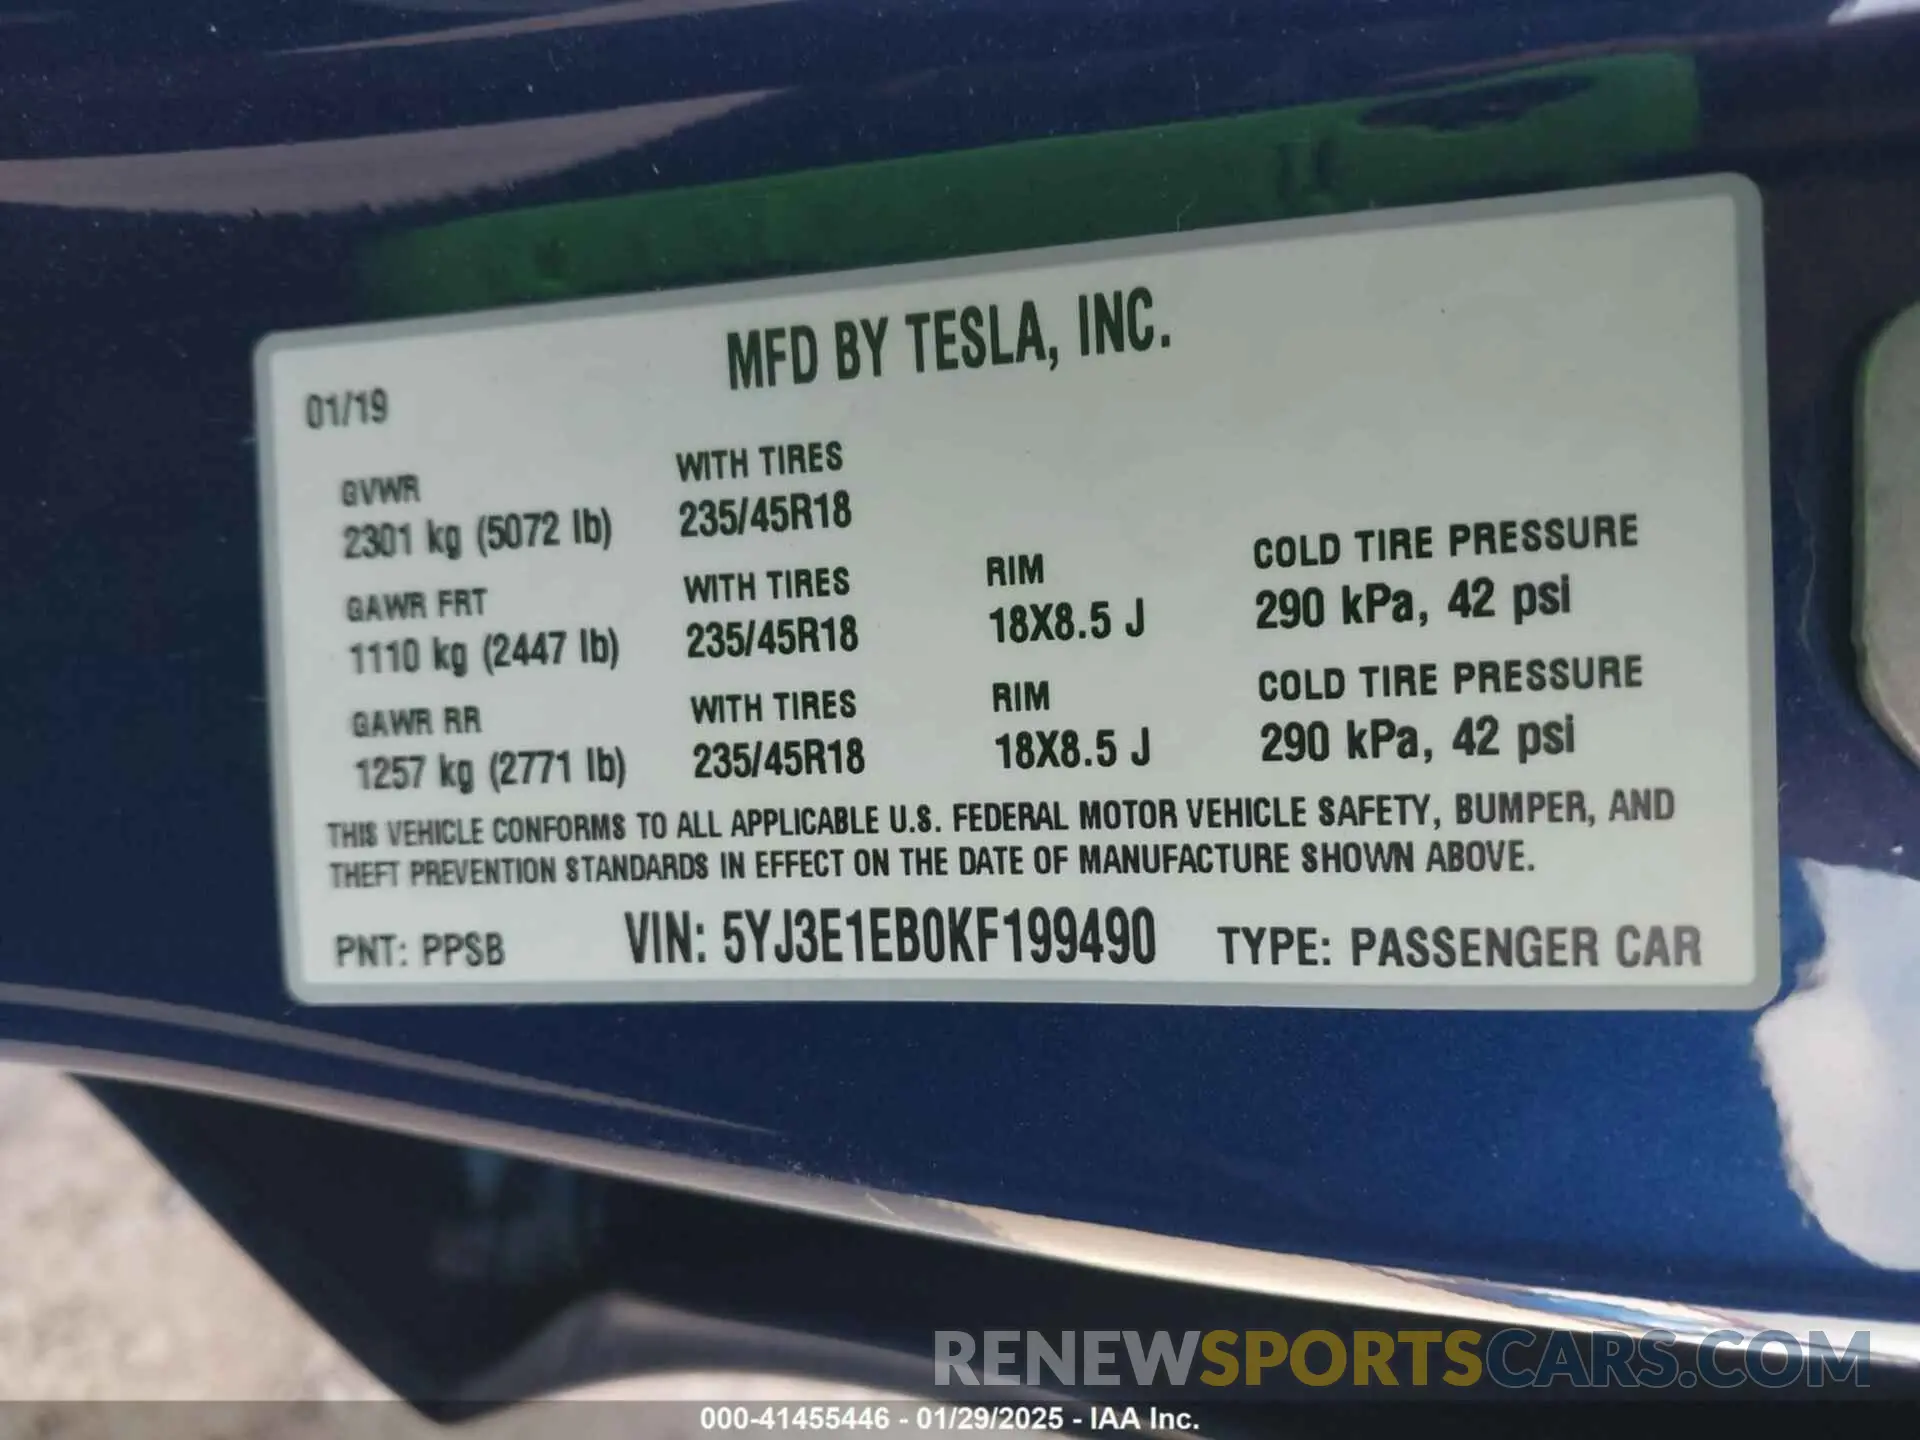 MFD BY TESLA, INC.
01/19
GVWR
2301 kg (5072 lb)
WITH TIRES
235/45R18
GAWR FRT
1110 kg (2447 lb)
WITH TIRES
235/45R18
RIM
18X8.5 J
COLD TIRE PRESSURE
290 kPa, 42 psi
GAWR RR
1257 kg (2771 lb)
WITH TIRES
235/45R18
RIM
18X8.5 J
COLD TIRE PRESSURE
290 kPa, 42 psi
THIS VEHICLE CONFORMS TO ALL APPLICABLE U.S. FEDERAL MOTOR VEHICLE SAFETY, BUMPER, AND
THEFT PREVENTION STANDARDS IN EFFECT ON THE DATE OF MANUFACTURE SHOWN ABOVE.
PNT: PPSB VIN: 5YJ3E1EB0KF199490 TYPE: PASSENGER CAR
RENEWSPORTSCARS.COM
000-41455446 - 01/29/2025 - IAA Inc.